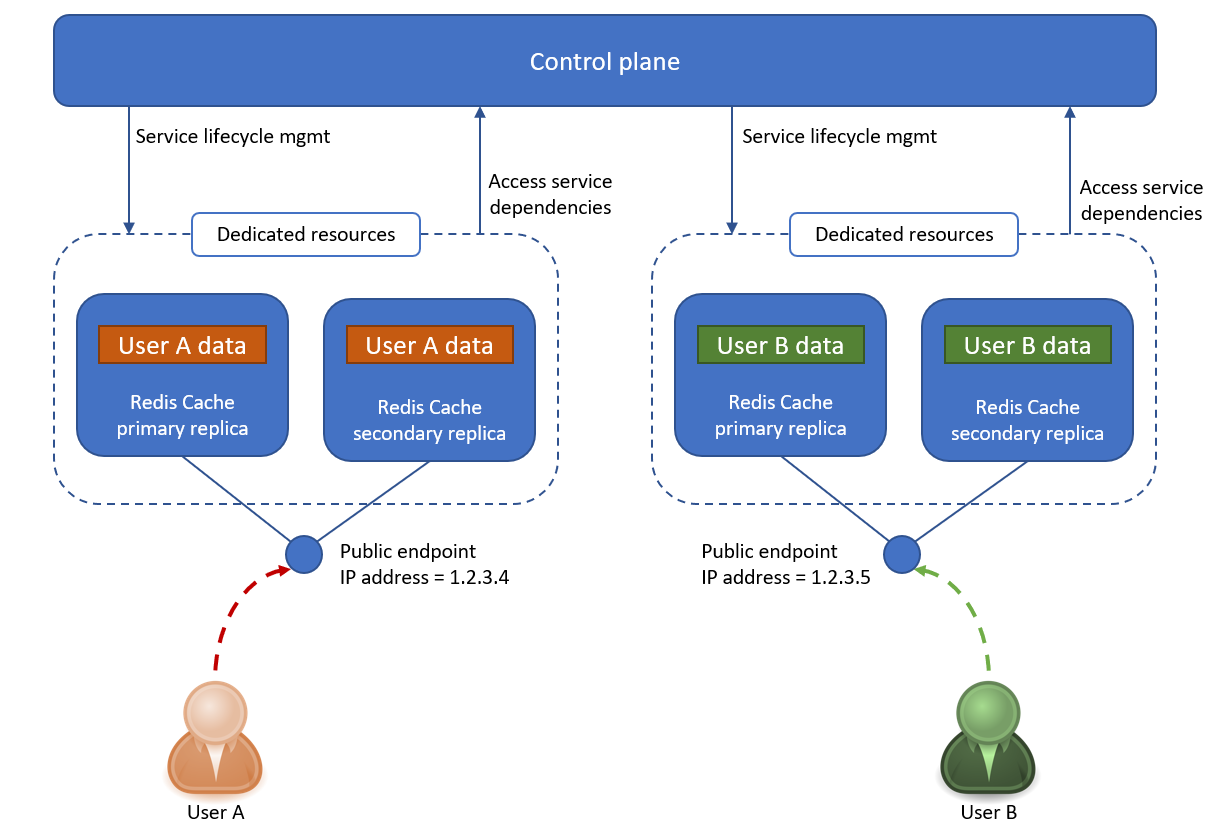 Control plane
Service lifecycle mgmt
Access service
dependencies
Service lifecycle mgmt
Access service
dependencies
Dedicated resources
Dedicated resources
User A data
Redis Cache
primary replica
User A data
Redis Cache
secondary replica
User B data
Redis Cache
primary replica
User B data
Redis Cache
secondary replica
Public endpoint
IP address = 1.2.3.4
Public endpoint
IP address = 1.2.3.5
User A
User B